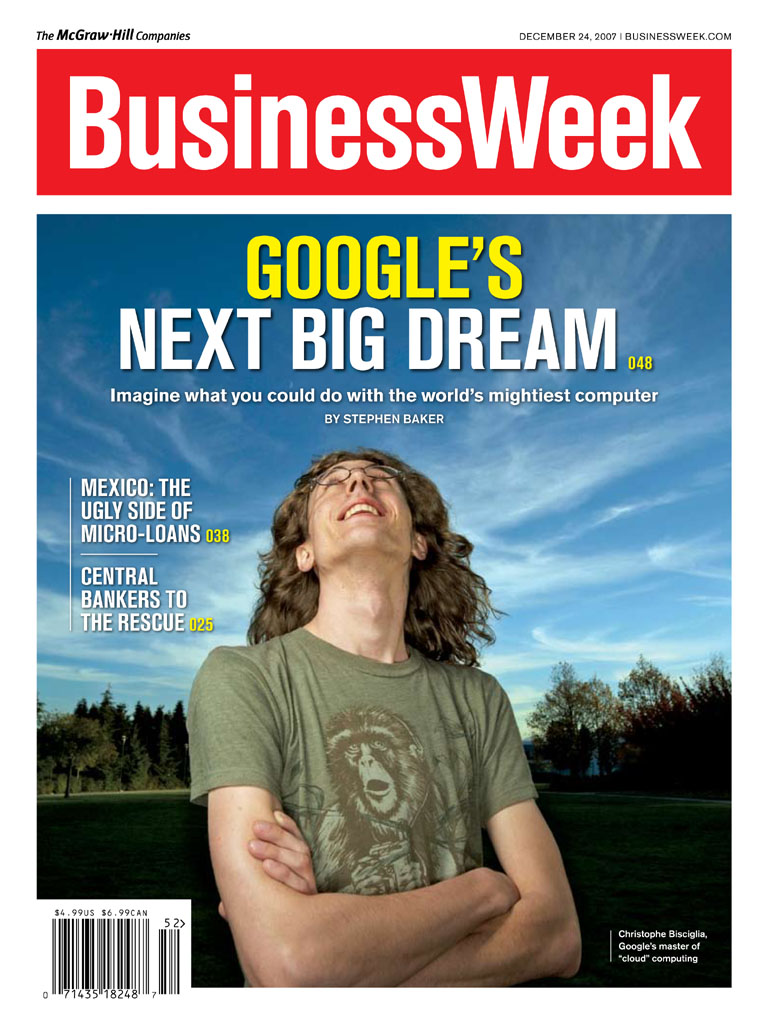 The McGraw·Hill Companies
DECEMBER 24, 2007 | BUSINESSWEEK.COM
BusinessWeek
GOOGLE'S
NEXT BIG DREAM 048
Imagine what you could do with the world's mightiest computer
BY STEPHEN BAKER
MEXICO: THE
UGLY SIDE OF
MICRO-LOANS 038
CENTRAL
BANKERS TO
THE RESCUE 025
Christophe Bisciglia,
Google's master of
"cloud" computing
$4.99US $6.99CAN
52>
0 71435 18248 7